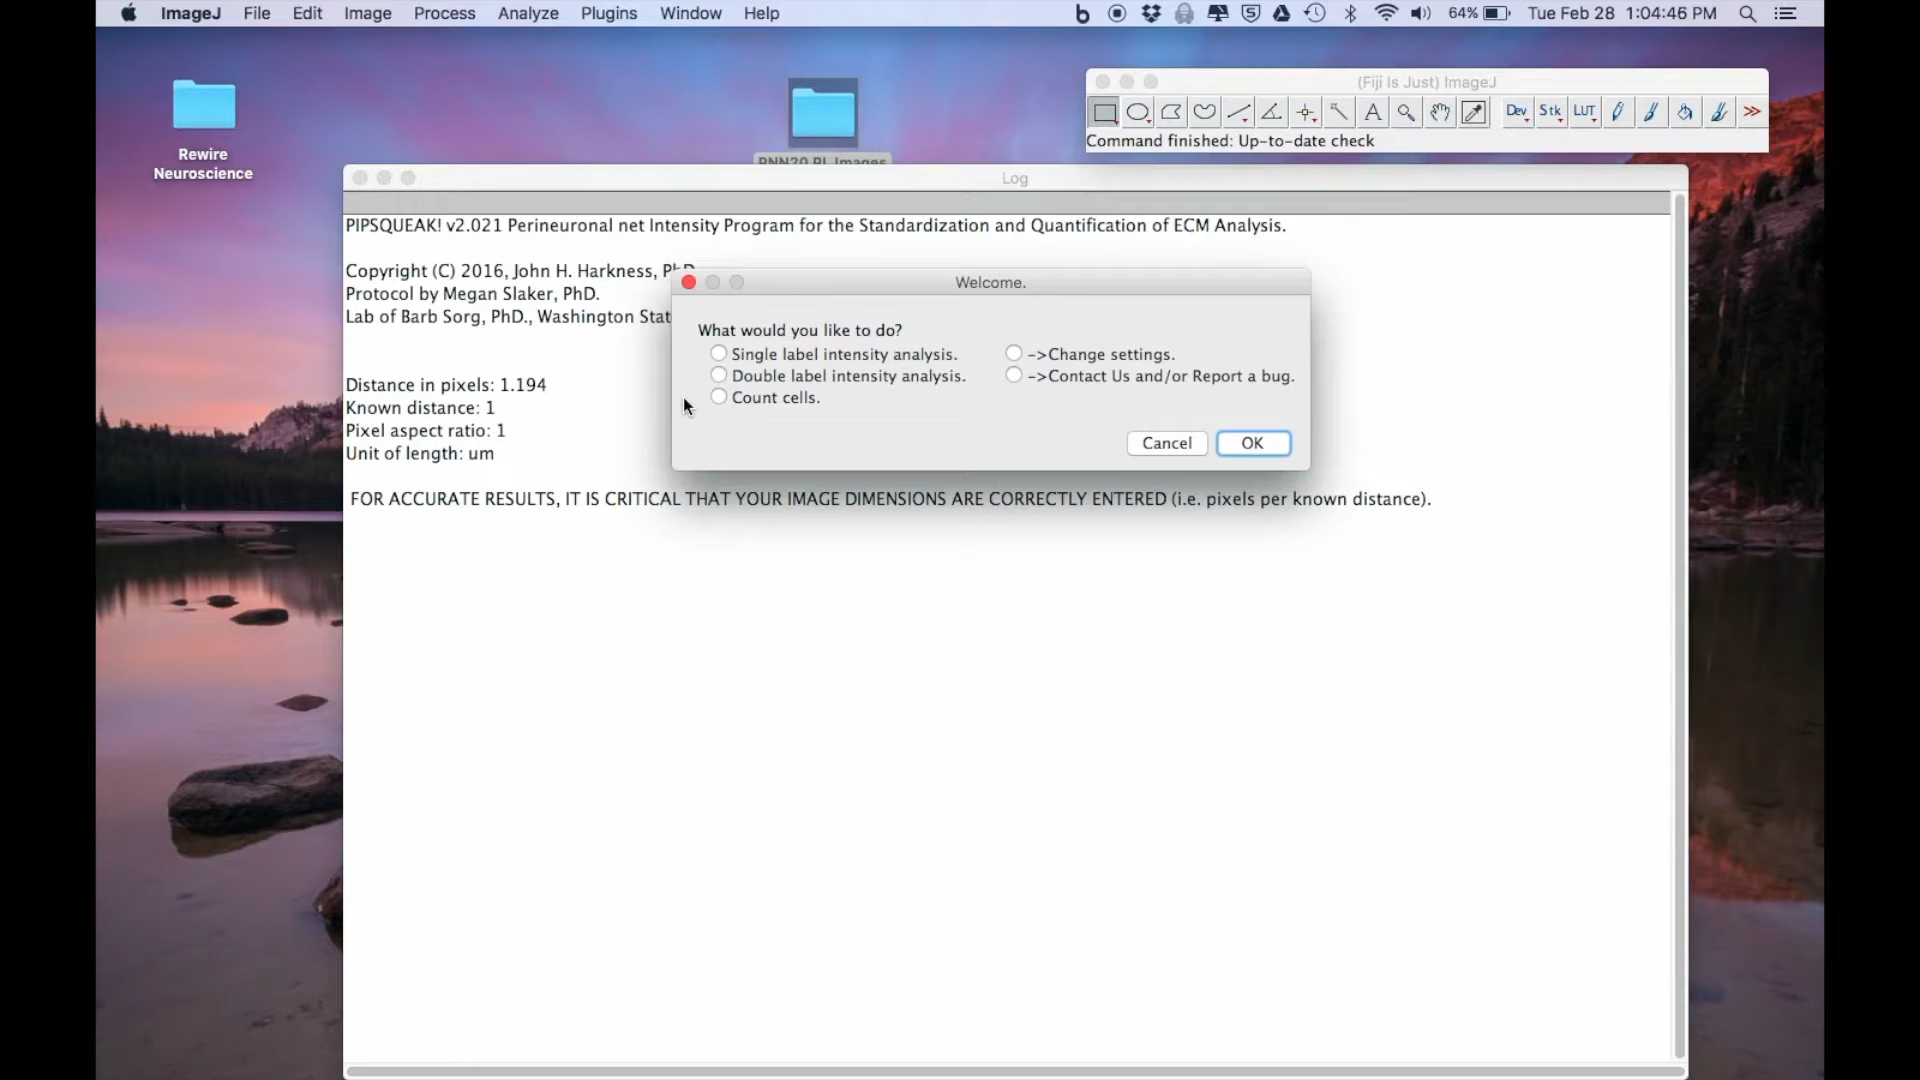 ImageJ File Edit Image Process Analyze Plugins Window Help
64% Tue Feb 28 1:04:46 PM
Rewire
Neuroscience
PNN20 PL Images
(Fiji Is Just) ImageJ
Dev Stk LUT
Command finished: Up-to-date check
Log
PIPSQUEAK! v2.021 Perineuronal net Intensity Program for the Standardization and Quantification of ECM Analysis.
Copyright (C) 2016, John H. Harkness, PhD
Protocol by Megan Slaker, PhD.
Lab of Barb Sorg, PhD., Washington Stat
Distance in pixels: 1.194
Known distance: 1
Pixel aspect ratio: 1
Unit of length: um
FOR ACCURATE RESULTS, IT IS CRITICAL THAT YOUR IMAGE DIMENSIONS ARE CORRECTLY ENTERED (i.e. pixels per known distance).
Welcome.
What would you like to do?
Single label intensity analysis.
Double label intensity analysis.
Count cells.
->Change settings.
->Contact Us and/or Report a bug.
Cancel
OK